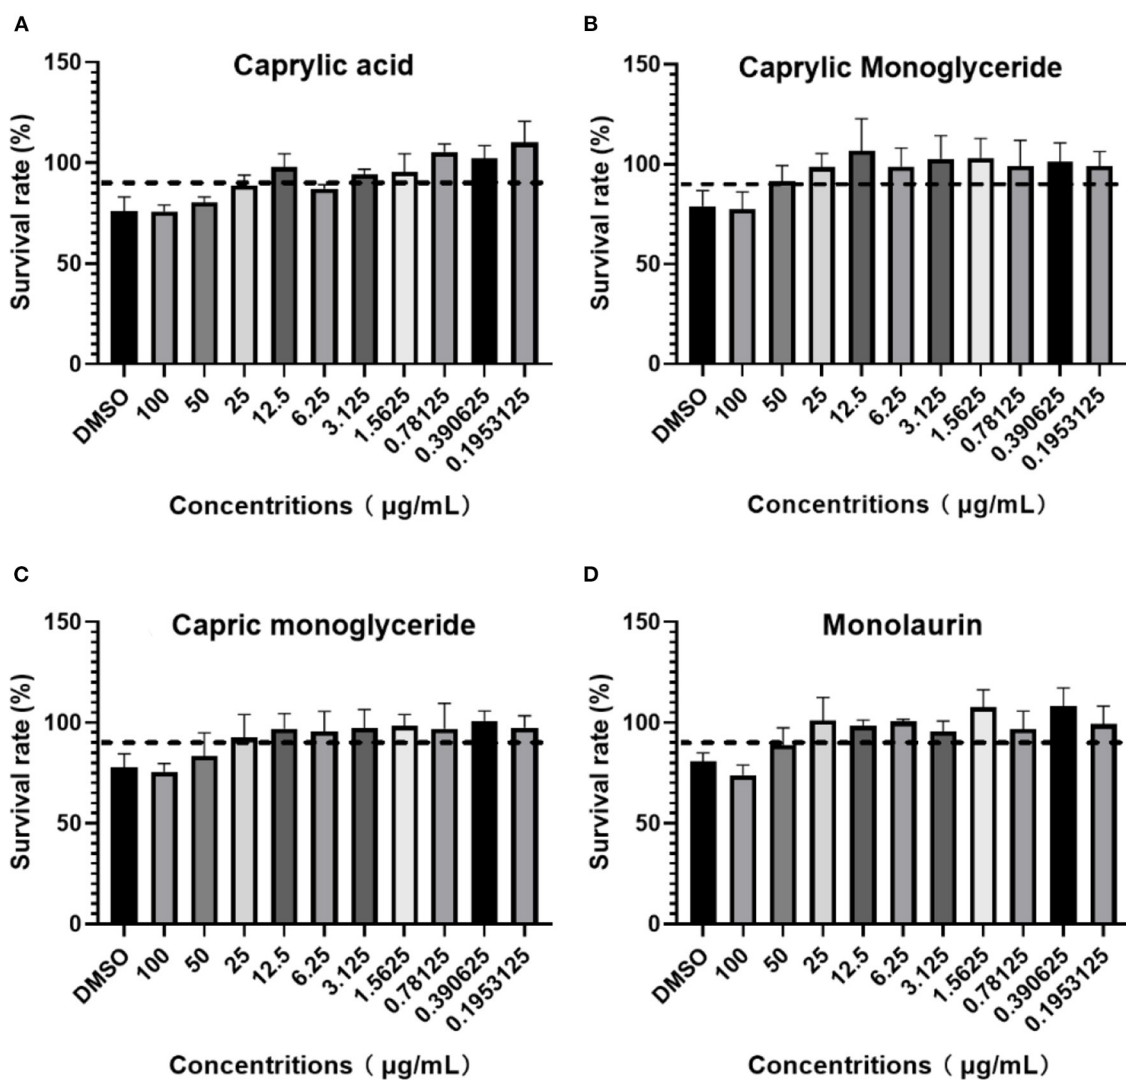 A
Caprylic acid
Survival rate (%)
150
100
50
0
DMSO
100
50
25
12.5
6.25
3.125
1.5625
0.78125
0.390625
0.1953125
Concentritions ( μg/mL)
B
Caprylic Monoglyceride
Survival rate (%)
150
100
50
0
DMSO
100
50
25
12.5
6.25
3.125
1.5625
0.78125
0.390625
0.1953125
Concentritions ( μg/mL)
C
Capric monoglyceride
Survival rate (%)
150
100
50
0
DMSO
100
50
25
12.5
6.25
3.125
1.5625
0.78125
0.390625
0.1953125
Concentritions ( μg/mL)
D
Monolaurin
Survival rate (%)
150
100
50
0
DMSO
100
50
25
12.5
6.25
3.125
1.5625
0.78125
0.390625
0.1953125
Concentritions ( μg/mL)